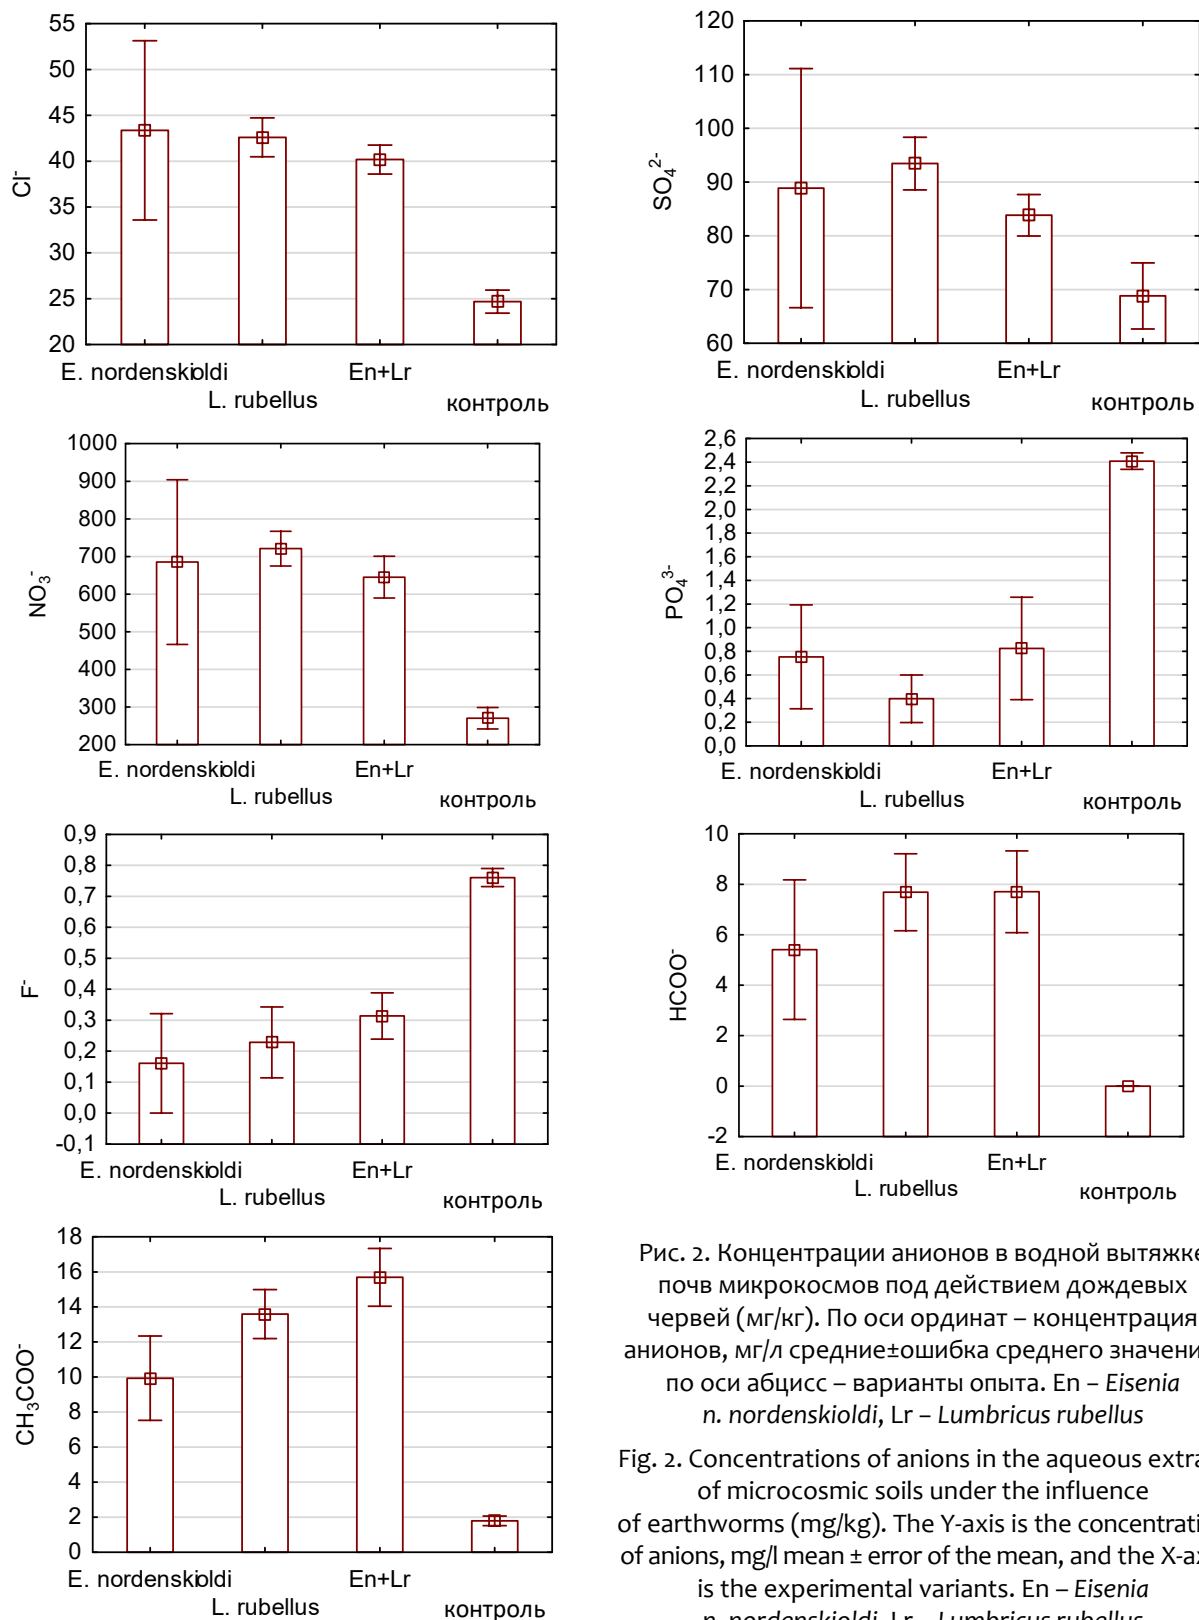 55
50
45
40
35
30
25
20
Cl⁻
E. nordenskioldi
En+Lr
L. rubellus
контроль
120
110
100
90
80
70
60
SO₄²⁻
E. nordenskioldi
En+Lr
L. rubellus
контроль
1000
900
800
700
600
500
400
300
200
NO₃⁻
E. nordenskioldi
En+Lr
L. rubellus
контроль
2,6
2,4
2,2
2,0
1,8
1,6
1,4
1,2
1,0
0,8
0,6
0,4
0,2
0,0
PO₄³⁻
E. nordenskioldi
En+Lr
L. rubellus
контроль
0,9
0,8
0,7
0,6
0,5
0,4
0,3
0,2
0,1
0,0
-0,1
F⁻
E. nordenskioldi
En+Lr
L. rubellus
контроль
10
8
6
4
2
0
-2
HCOO⁻
E. nordenskioldi
En+Lr
L. rubellus
контроль
18
16
14
12
10
8
6
4
2
0
CH₃COO⁻
E. nordenskioldi
En+Lr
L. rubellus
контроль
Рис. 2. Концентрации анионов в водной вытяжке
почв микрокосмов под действием дождевых
червей (мг/кг). По оси ординат – концентрация
анионов, мг/л средние±ошибка среднего значени
по оси абцисс – варианты опыта. En – Eisenia
n. nordenskioldi, Lr – Lumbricus rubellus
Fig. 2. Concentrations of anions in the aqueous extra
of microcosmic soils under the influence
of earthworms (mg/kg). The Y-axis is the concentrati
of anions, mg/l mean ± error of the mean, and the X-ax
is the experimental variants. En – Eisenia
n. nordenskioldi, Lr – Lumbricus rubellus